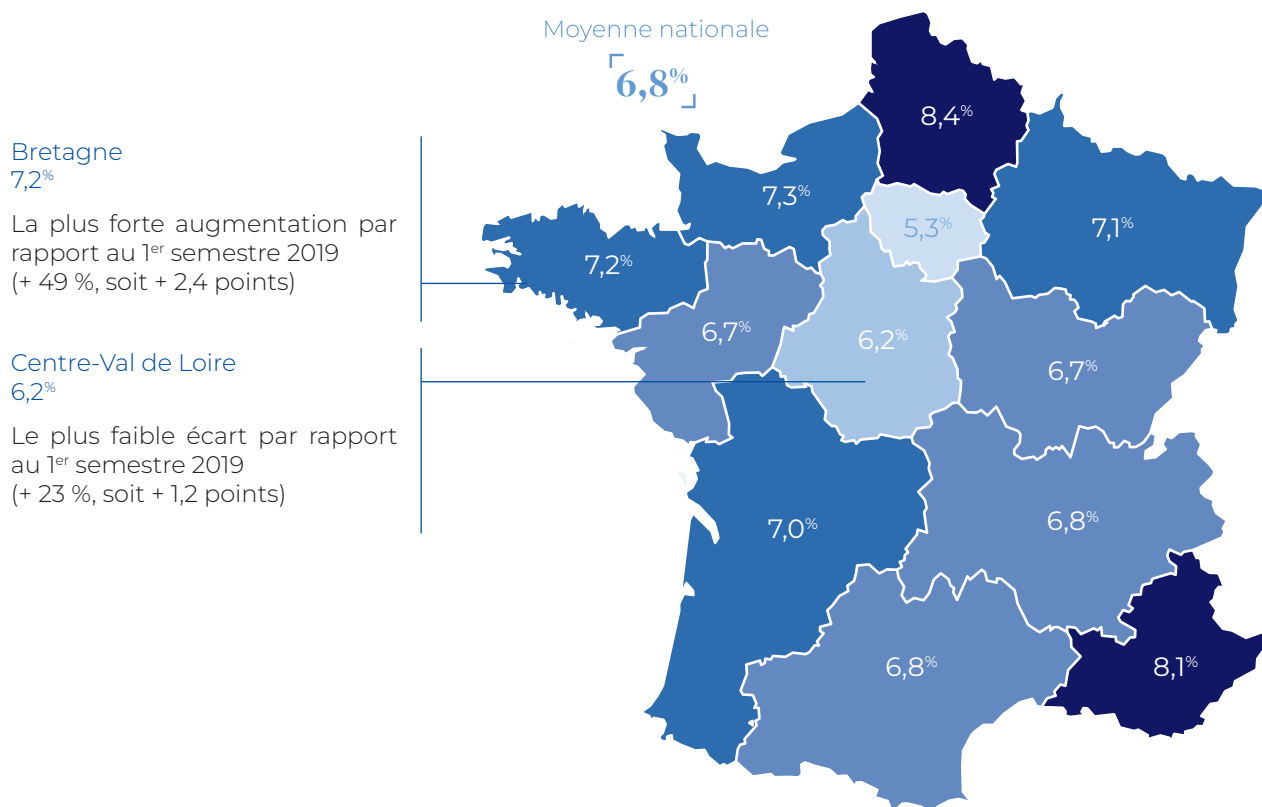 Moyenne nationale
6,8%
Bretagne
7,2%
La plus forte augmentation par
rapport au 1er semestre 2019
(+ 49 %, soit + 2,4 points)
Centre-Val de Loire
6,2%
Le plus faible écart par rapport
au 1er semestre 2019
(+ 23 %, soit + 1,2 points)
8,4%
7,3%
5,3%
7,1%
7,2%
6,7%
6,2%
6,7%
7,0%
6,8%
6,8%
8,1%